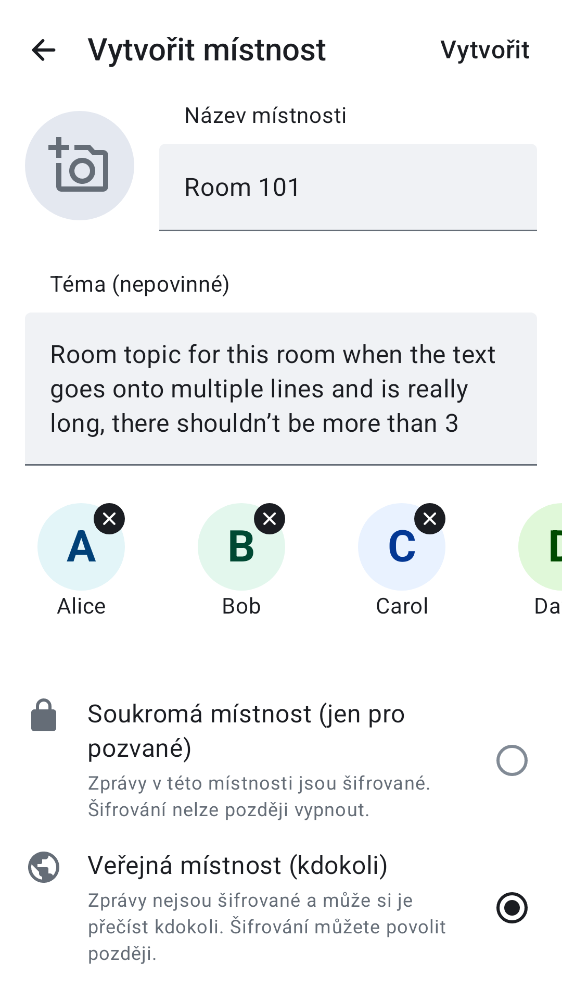 Vytvořit místnost
Vytvořit
Název místnosti
Room 101
Téma (nepovinné)
Room topic for this room when the text
goes onto multiple lines and is really
long, there shouldn’t be more than 3
A
B
C
D
Alice
Bob
Carol
Da
Soukromá místnost (jen pro
pozvané)
Zprávy v této místnosti jsou šifrované.
Šifrování nelze později vypnout.
Veřejná místnost (kdokoli)
Zprávy nejsou šifrované a může si je
přečíst kdokoli. Šifrování můžete povolit
později.